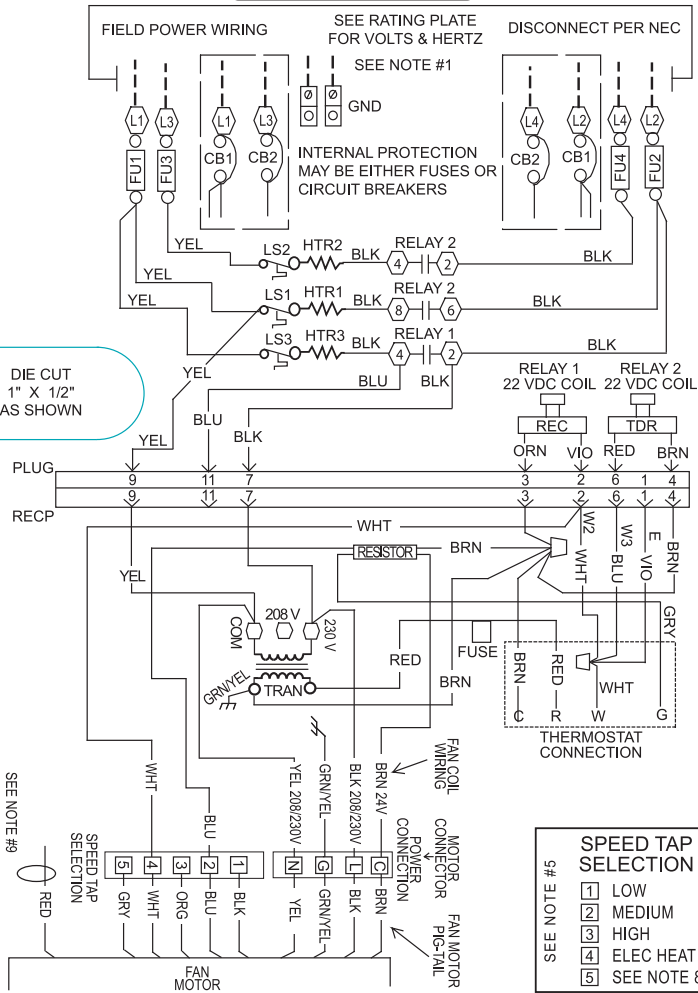 FIELD POWER WIRING
SEE RATING PLATE
FOR VOLTS & HERTZ
DISCONNECT PER NEC
SEE NOTE #1
GND
L1 L3 L1 L3 L4 L2 L4 L2
FU1 FU3 CB1 CB2 CB2 CB1 FU4 FU2
INTERNAL PROTECTION
MAY BE EITHER FUSES OR
CIRCUIT BREAKERS
YEL LS2 HTR2 BLK 4 RELAY 2 2 BLK
YEL LS1 HTR1 BLK 8 RELAY 2 6 BLK
YEL LS3 HTR3 BLK 4 RELAY 1 2 BLK
DIE CUT
1" X 1/2"
AS SHOWN
YEL BLU BLK
YEL BLU BLK
RELAY 1
22 VDC COIL
RELAY 2
22 VDC COIL
REC TDR
ORN VIO RED BRN
PLUG 9 11 7 3 2 6 1 4
RECP 9 11 7 3 2 6 1 4
WHT W2 W3 E
RESISTOR BRN WHT BLU VIO BRN
YEL
COM 208 V 230 V
GRY
FUSE
RED
BRN
GRN/YEL TRAN
BRN RED WHT
C R W G
THERMOSTAT
CONNECTION
FAN COIL
WIRING
WHT BLU YEL 208/230V GRN/YEL BLK 208/230V BRN 24V
SEE NOTE #9
SPEED TAP
SELECTION
5 4 3 2 1 N G L C
MOTOR
CONNECTOR
POWER
CONNECTION
RED GRY WHT ORG BLU BLK YEL GRN/YEL BLK BRN
FAN MOTOR
PIG-TAIL
FAN
MOTOR
SEE NOTE #5
SPEED TAP
SELECTION
1 LOW
2 MEDIUM
3 HIGH
4 ELEC HEAT
5 SEE NOTE 8